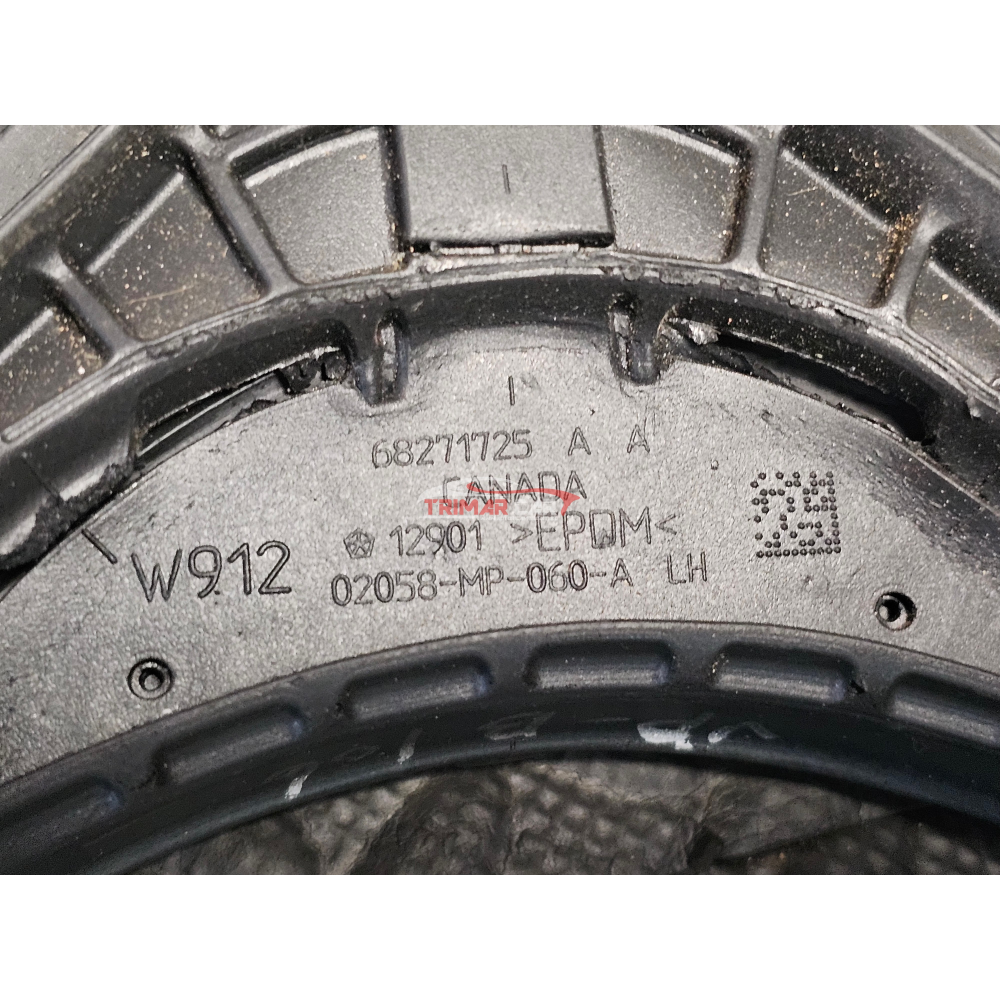 68271725 A A
CANADA
TRIMAR
12901 >EPDM<
W912
02058-MP-060-A LH